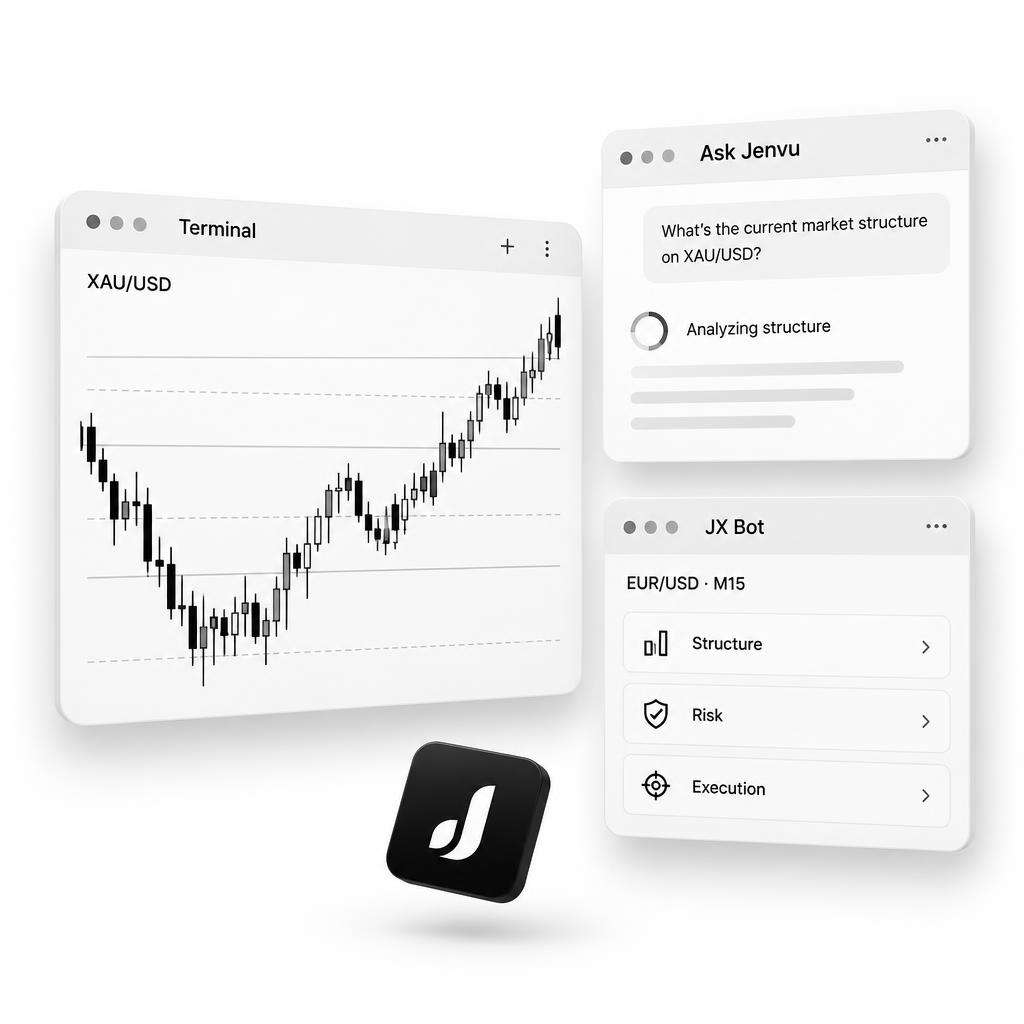 Terminal
XAU/USD
Ask Jenvu
What's the current market structure
on XAU/USD?
Analyzing structure
JX Bot
EUR/USD · M15
Structure
Risk
Execution